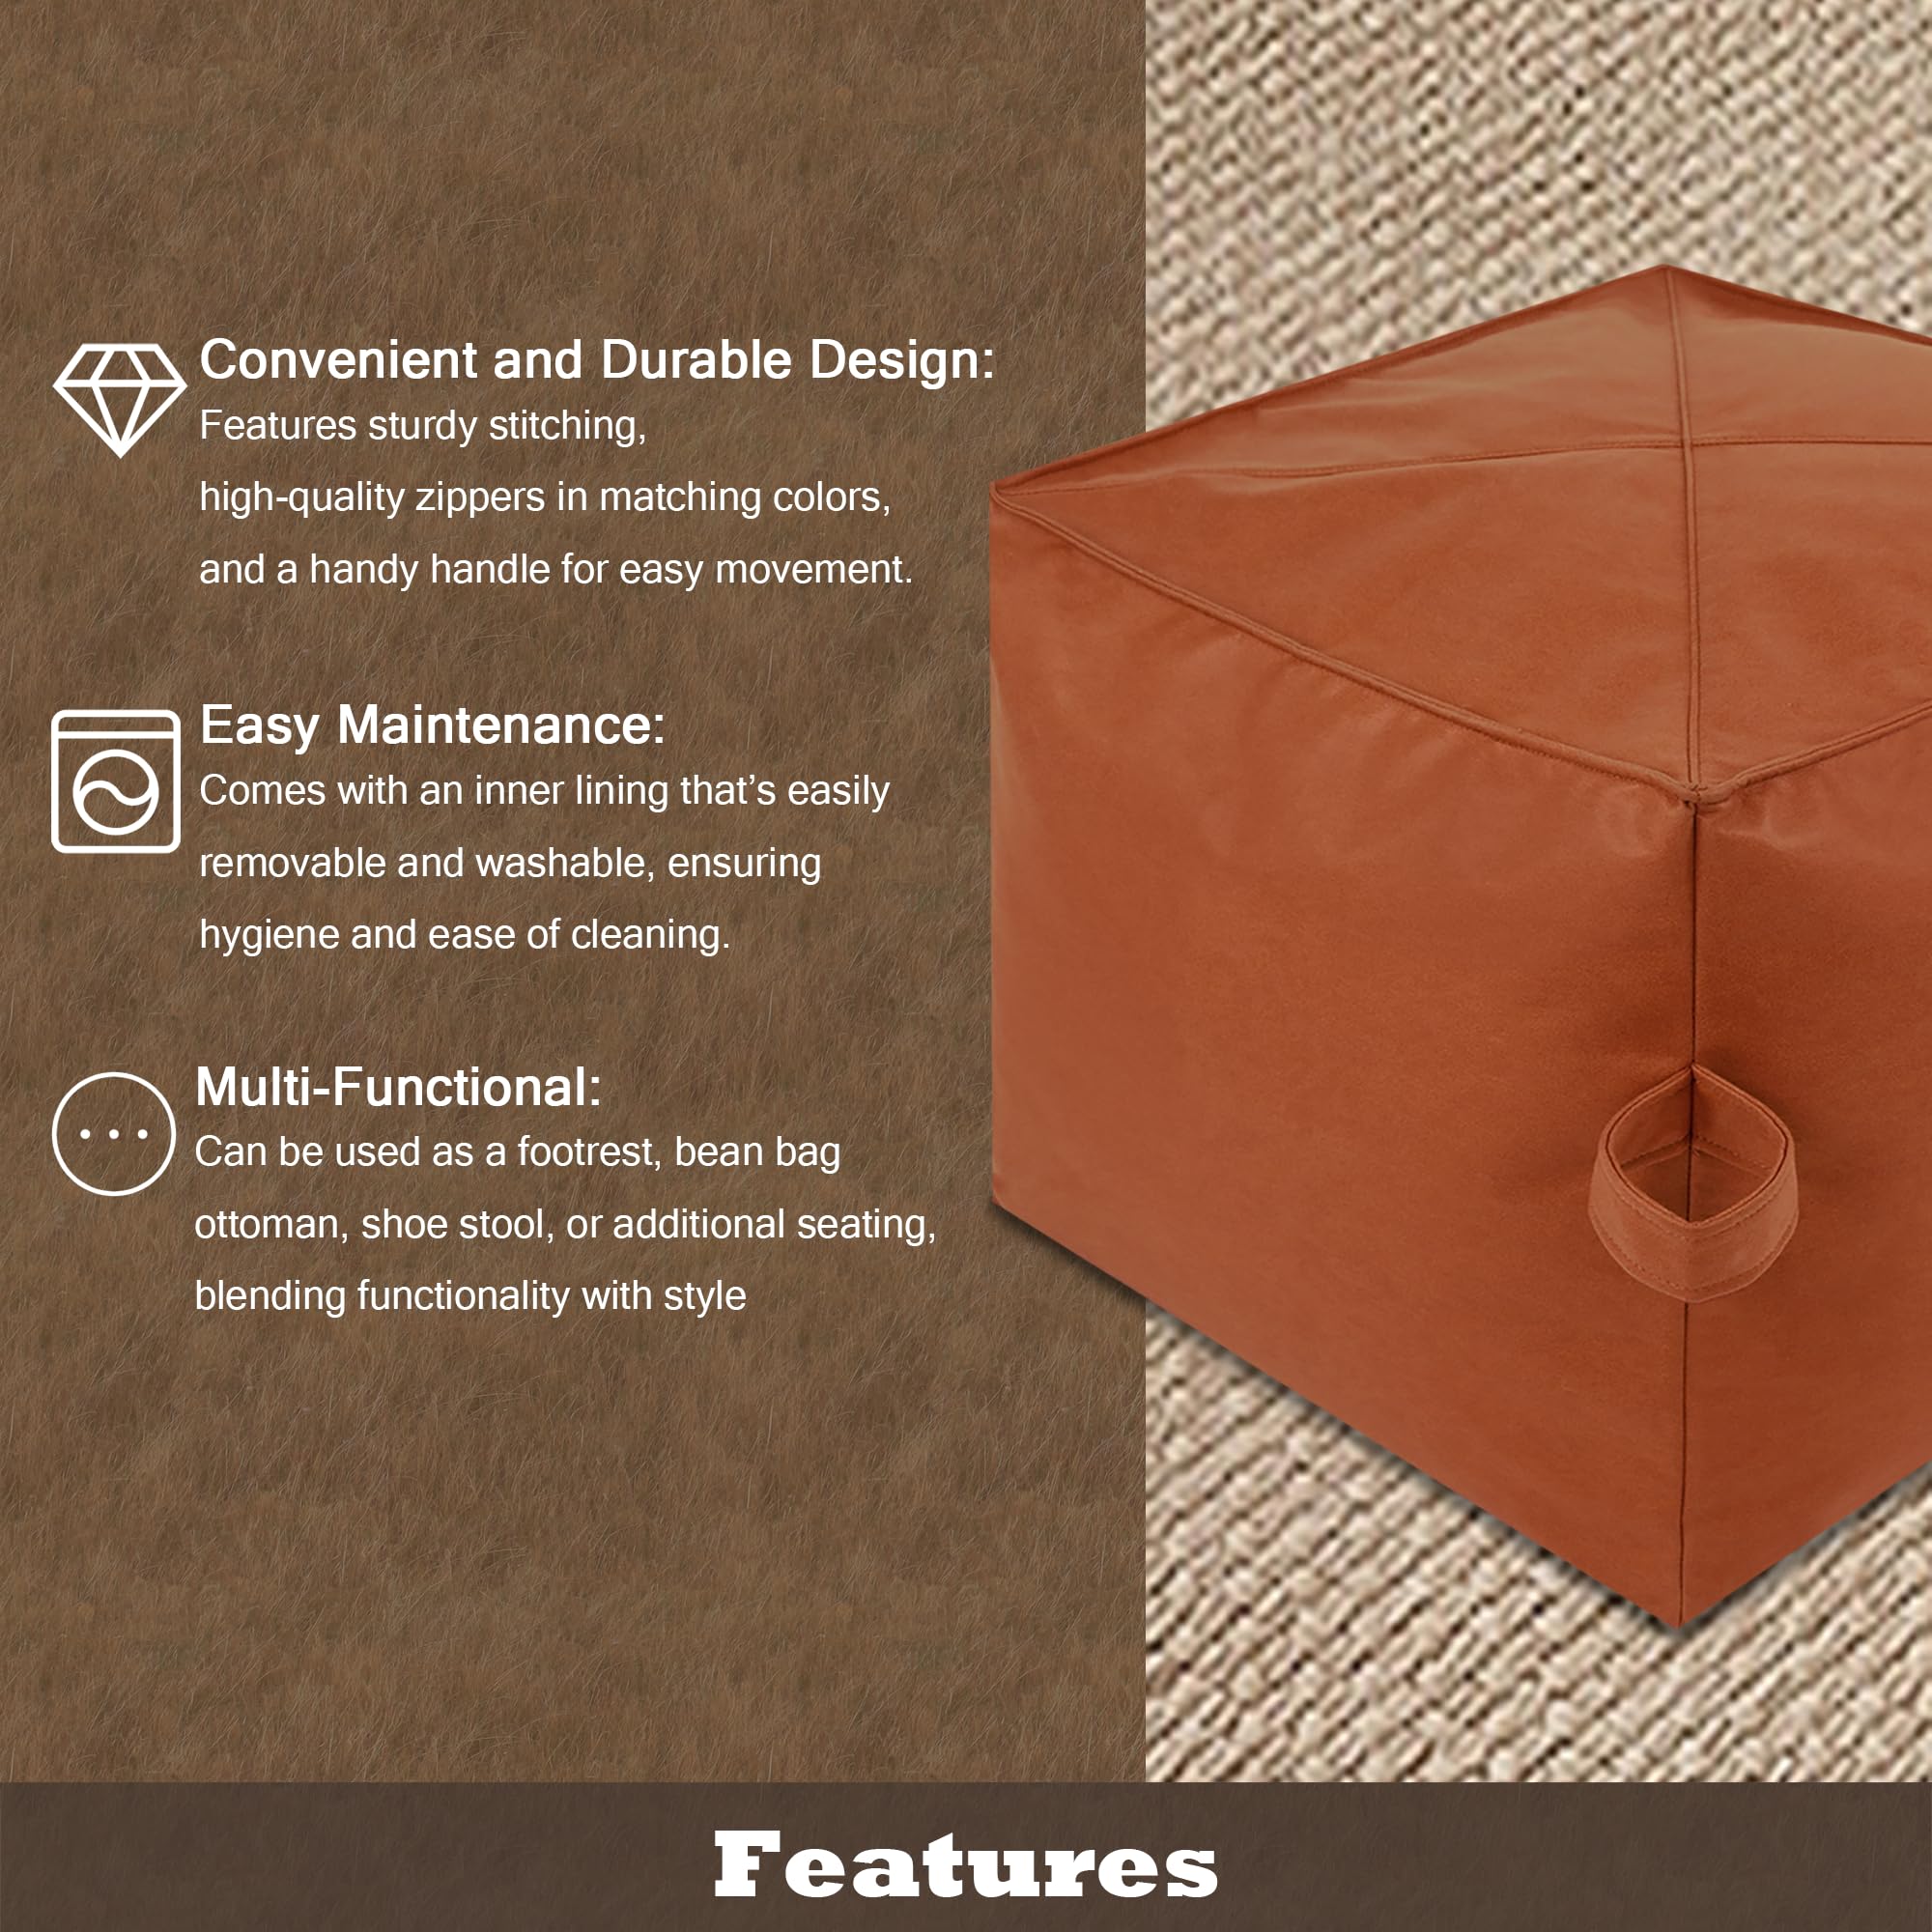 Convenient and Durable Design:
Features sturdy stitching,
high-quality zippers in matching colors,
and a handy handle for easy movement.
Easy Maintenance:
Comes with an inner lining that’s easily
removable and washable, ensuring
hygiene and ease of cleaning.
Multi-Functional:
Can be used as a footrest, bean bag
ottoman, shoe stool, or additional seating,
blending functionality with style
Features